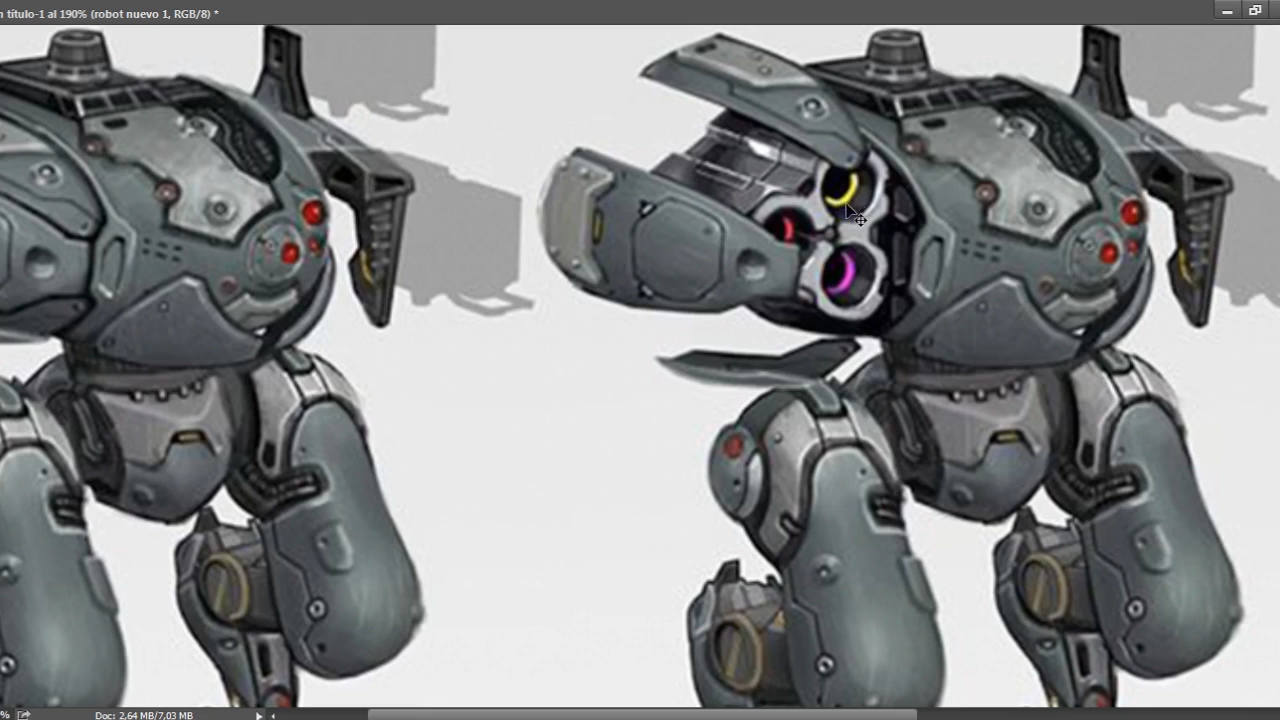 n título-1 al 190% (robot nuevo 1, RGB/8) *
% Doc: 2,64 MB/7,03 MB